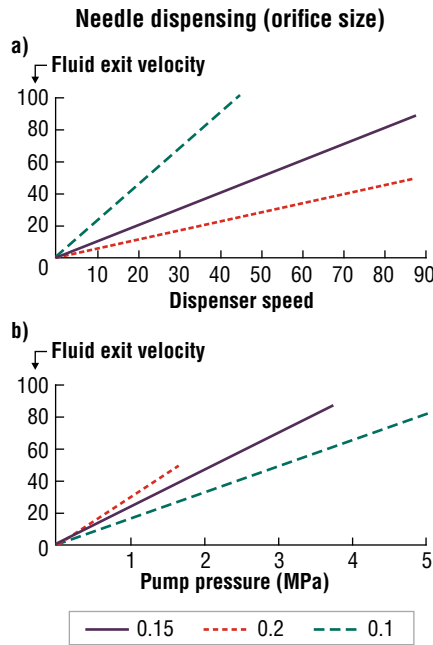 Needle dispensing (orifice size)
a)
Fluid exit velocity
100
80
60
40
20
0
10 20 30 40 50 60 70 80 90
Dispenser speed
b)
Fluid exit velocity
100
80
60
40
20
0
1 2 3 4 5
Pump pressure (MPa)
0.15 0.2 0.1